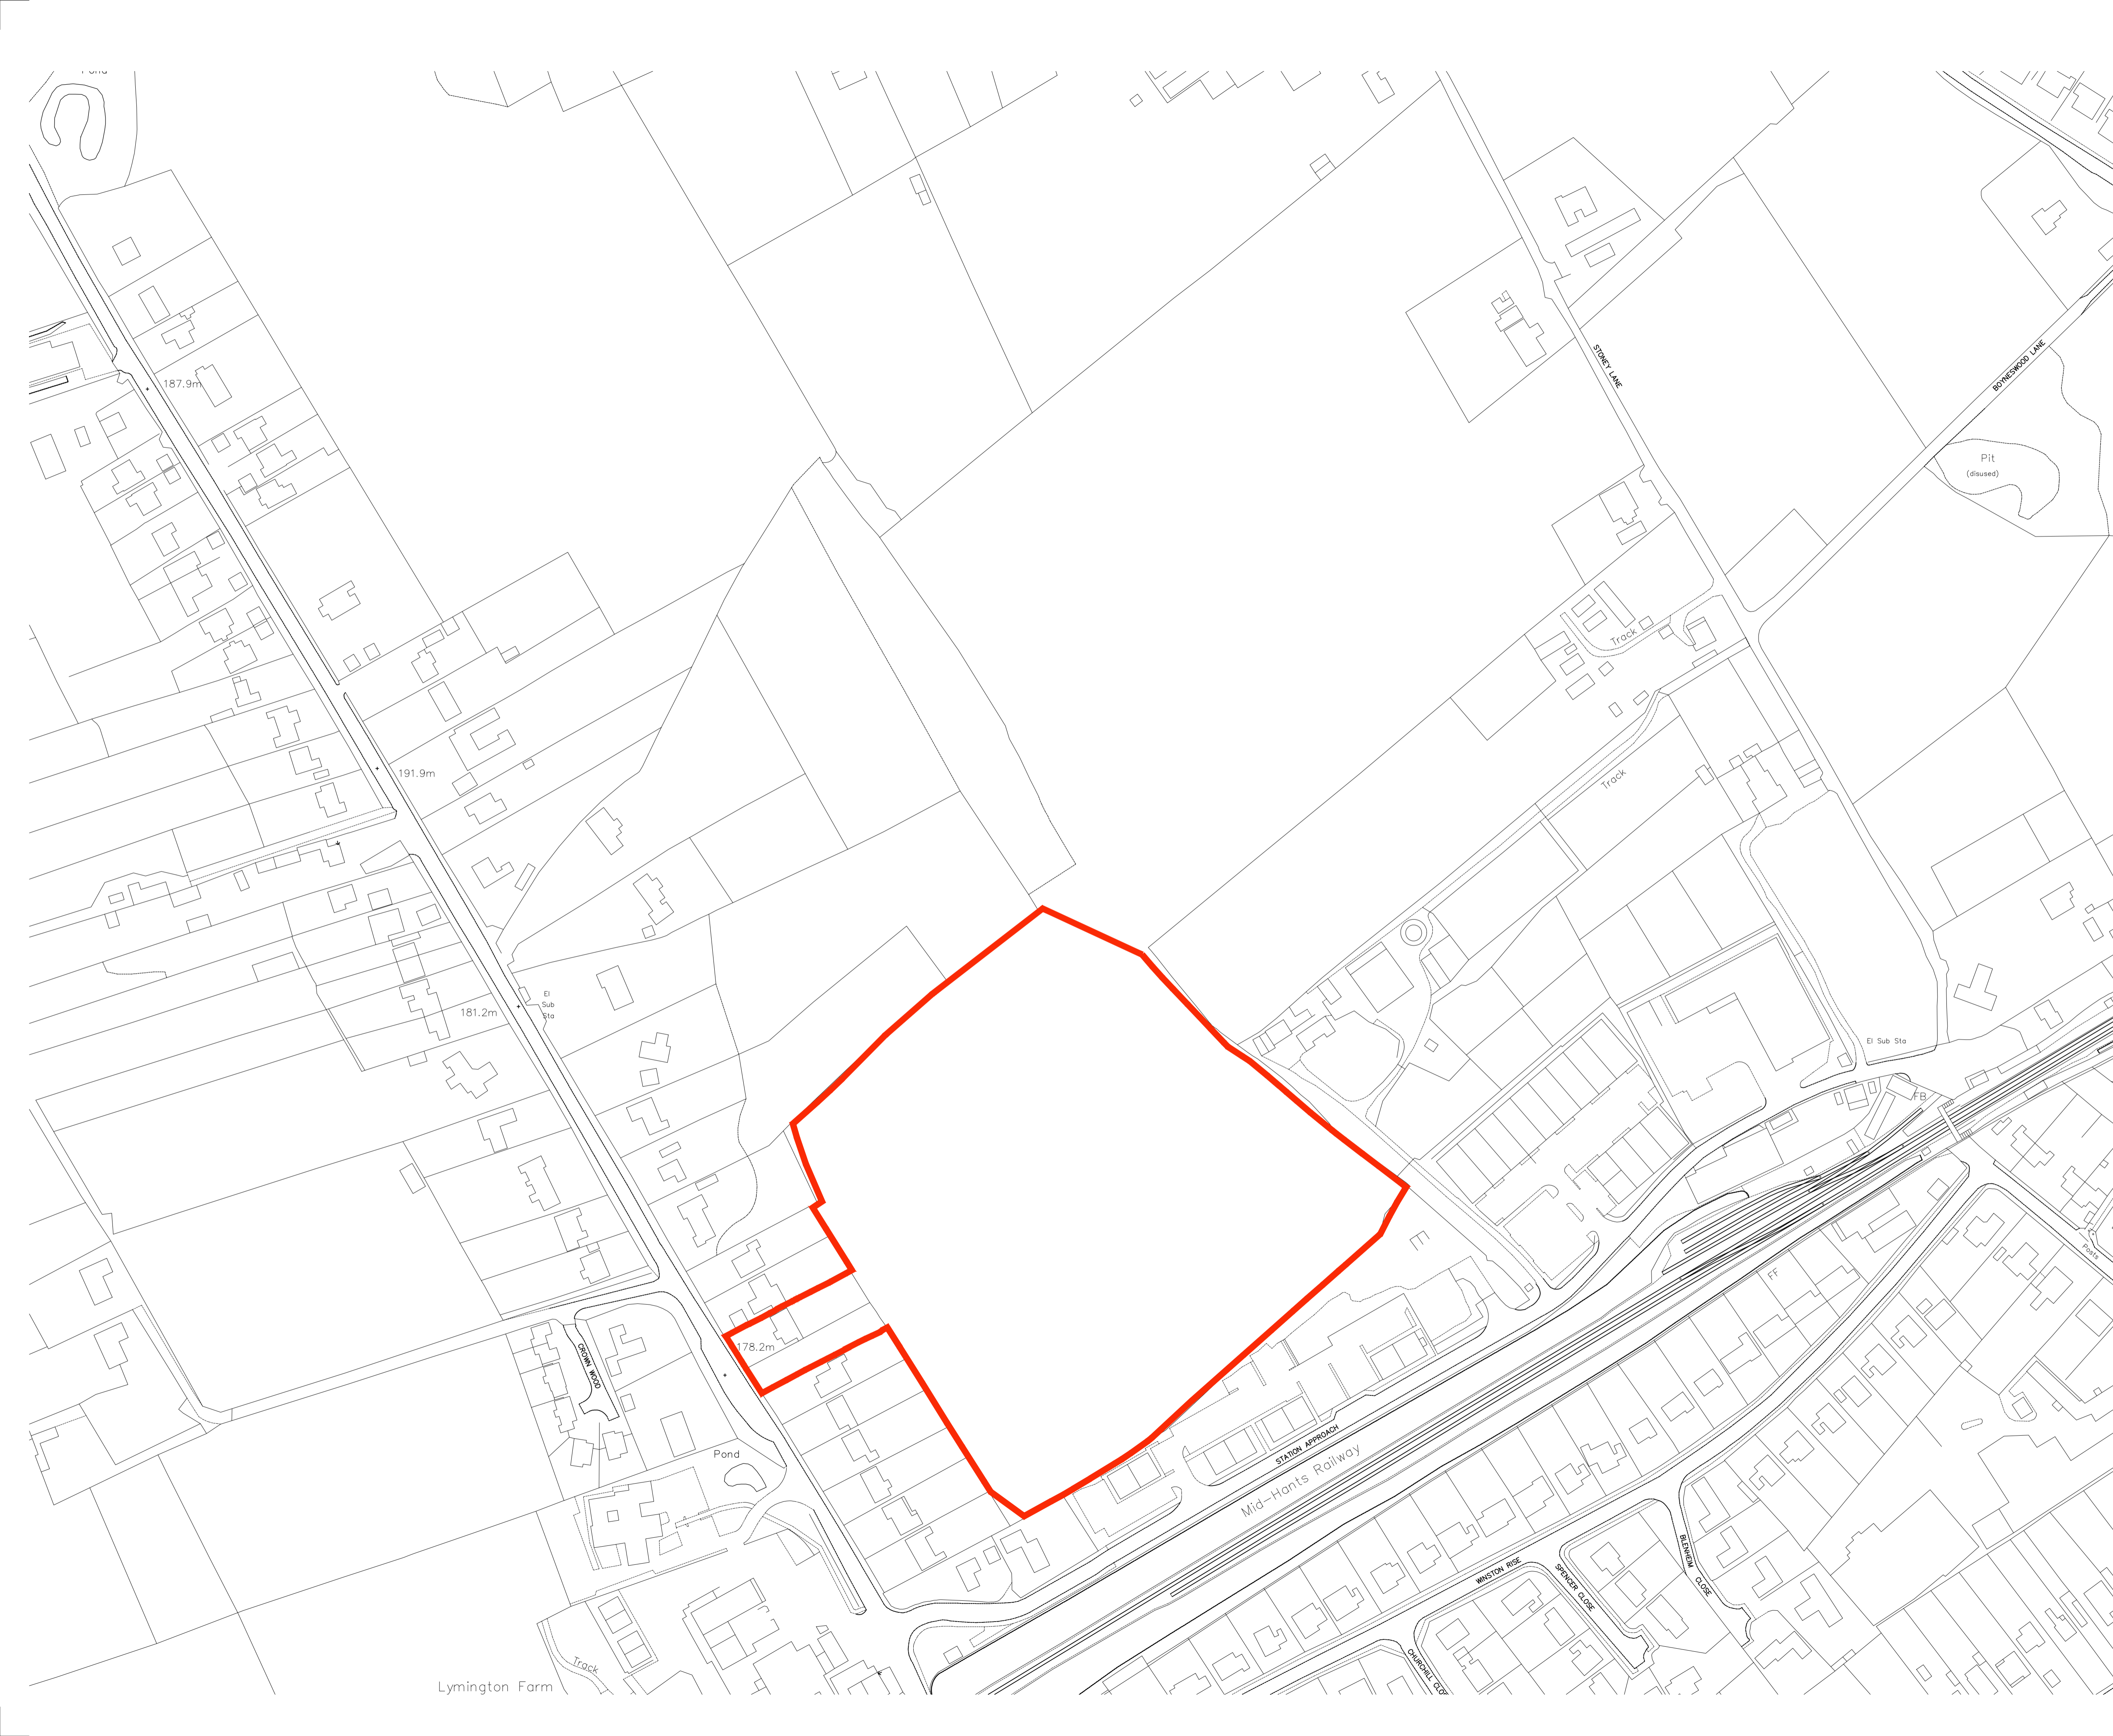 187.9m
STONEY LANE
BOYNESWOOD LANE
Pit
(disused)
Track
191.9m
Track
El
Sub
Sta
181.2m
El Sub Sta
FB
Posts
FF
178.2m
CROWN WOOD
Pond
STATION APPROACH
Mid-Hants Railway
WINSTON RISE
SPENCER CLOSE
BLENHEIM CLOSE
Track
Lymington Farm